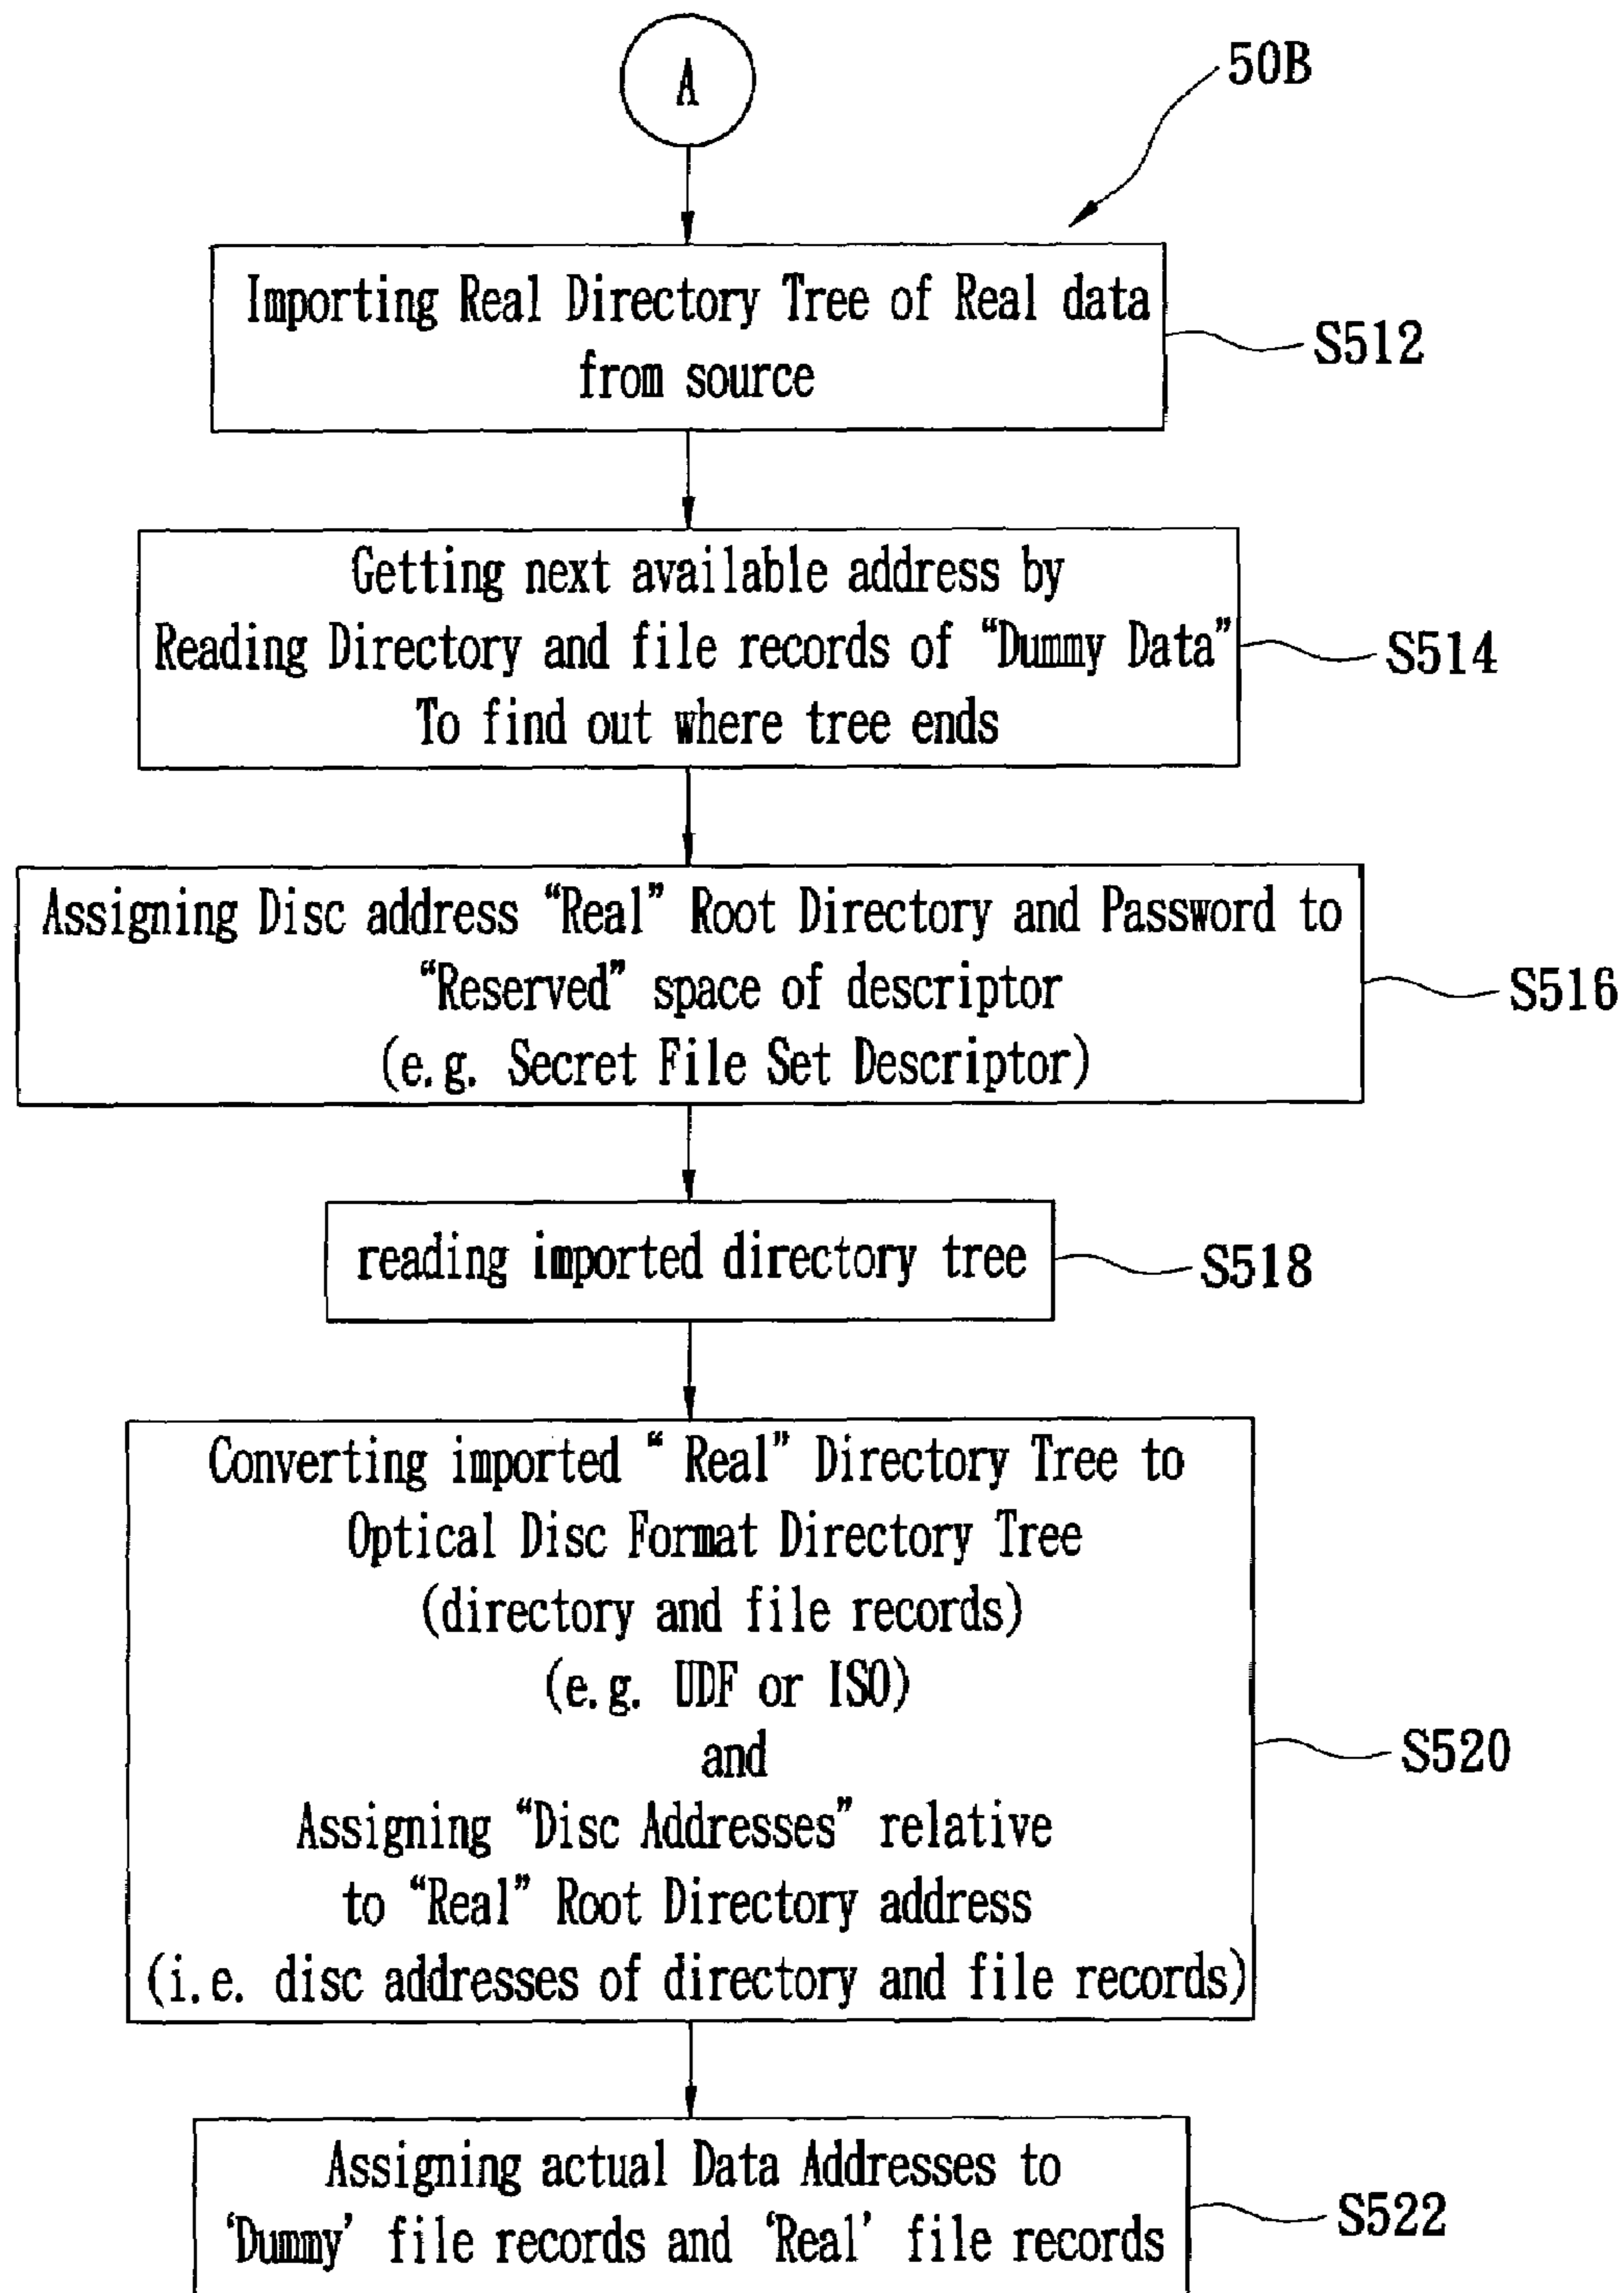 A
50B
Importing Real Directory Tree of Real data
from source
S512
Getting next available address by
Reading Directory and file records of “Dummy Data”
To find out where tree ends
S514
Assigning Disc address “Real” Root Directory and Password to
“Reserved” space of descriptor
(e.g. Secret File Set Descriptor)
S516
reading imported directory tree
S518
Converting imported “ Real” Directory Tree to
Optical Disc Format Directory Tree
(directory and file records)
(e.g. UDF or ISO)
and
Assigning “Disc Addresses” relative
to “Real” Root Directory address
(i.e. disc addresses of directory and file records)
S520
Assigning actual Data Addresses to
‘Dummy’ file records and ‘Real’ file records
S522